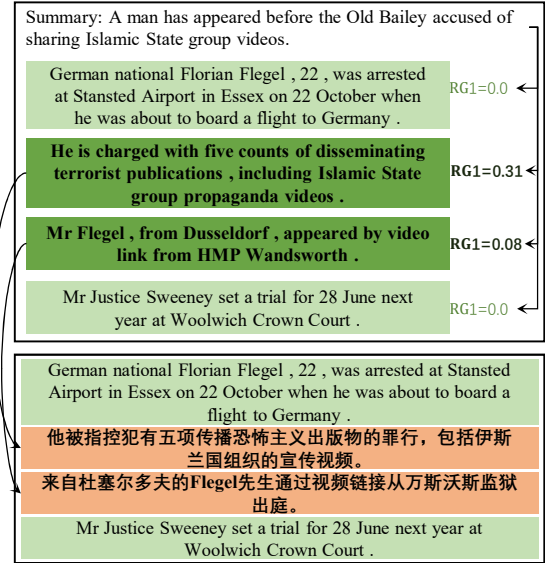 Summary: A man has appeared before the Old Bailey accused of
sharing Islamic State group videos.
German national Florian Flegel , 22 , was arrested
at Stansted Airport in Essex on 22 October when
he was about to board a flight to Germany .
RG1=0.0
He is charged with five counts of disseminating
terrorist publications , including Islamic State
group propaganda videos .
RG1=0.31
Mr Flegel , from Dusseldorf , appeared by video
link from HMP Wandsworth .
RG1=0.08
Mr Justice Sweeney set a trial for 28 June next
year at Woolwich Crown Court .
RG1=0.0
German national Florian Flegel , 22 , was arrested at Stansted
Airport in Essex on 22 October when he was about to board a
flight to Germany .
他被指控犯有五项传播恐怖主义出版物的罪行，包括伊斯
兰国组织的宣传视频。
来自杜塞尔多夫的Flegel先生通过视频链接从万斯沃斯监狱
出庭。
Mr Justice Sweeney set a trial for 28 June next year at
Woolwich Crown Court .